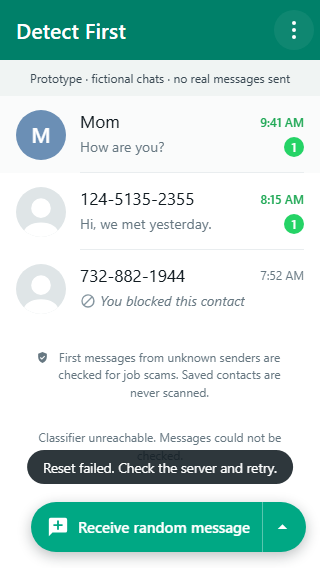 Detect First
Prototype · fictional chats · no real messages sent
M
Mom
9:41 AM
How are you?
1
124-5135-2355
8:15 AM
Hi, we met yesterday.
1
732-882-1944
7:52 AM
You blocked this contact
First messages from unknown senders are
checked for job scams. Saved contacts are
never scanned.
Classifier unreachable. Messages could not be
checked.
Reset failed. Check the server and retry.
Receive random message